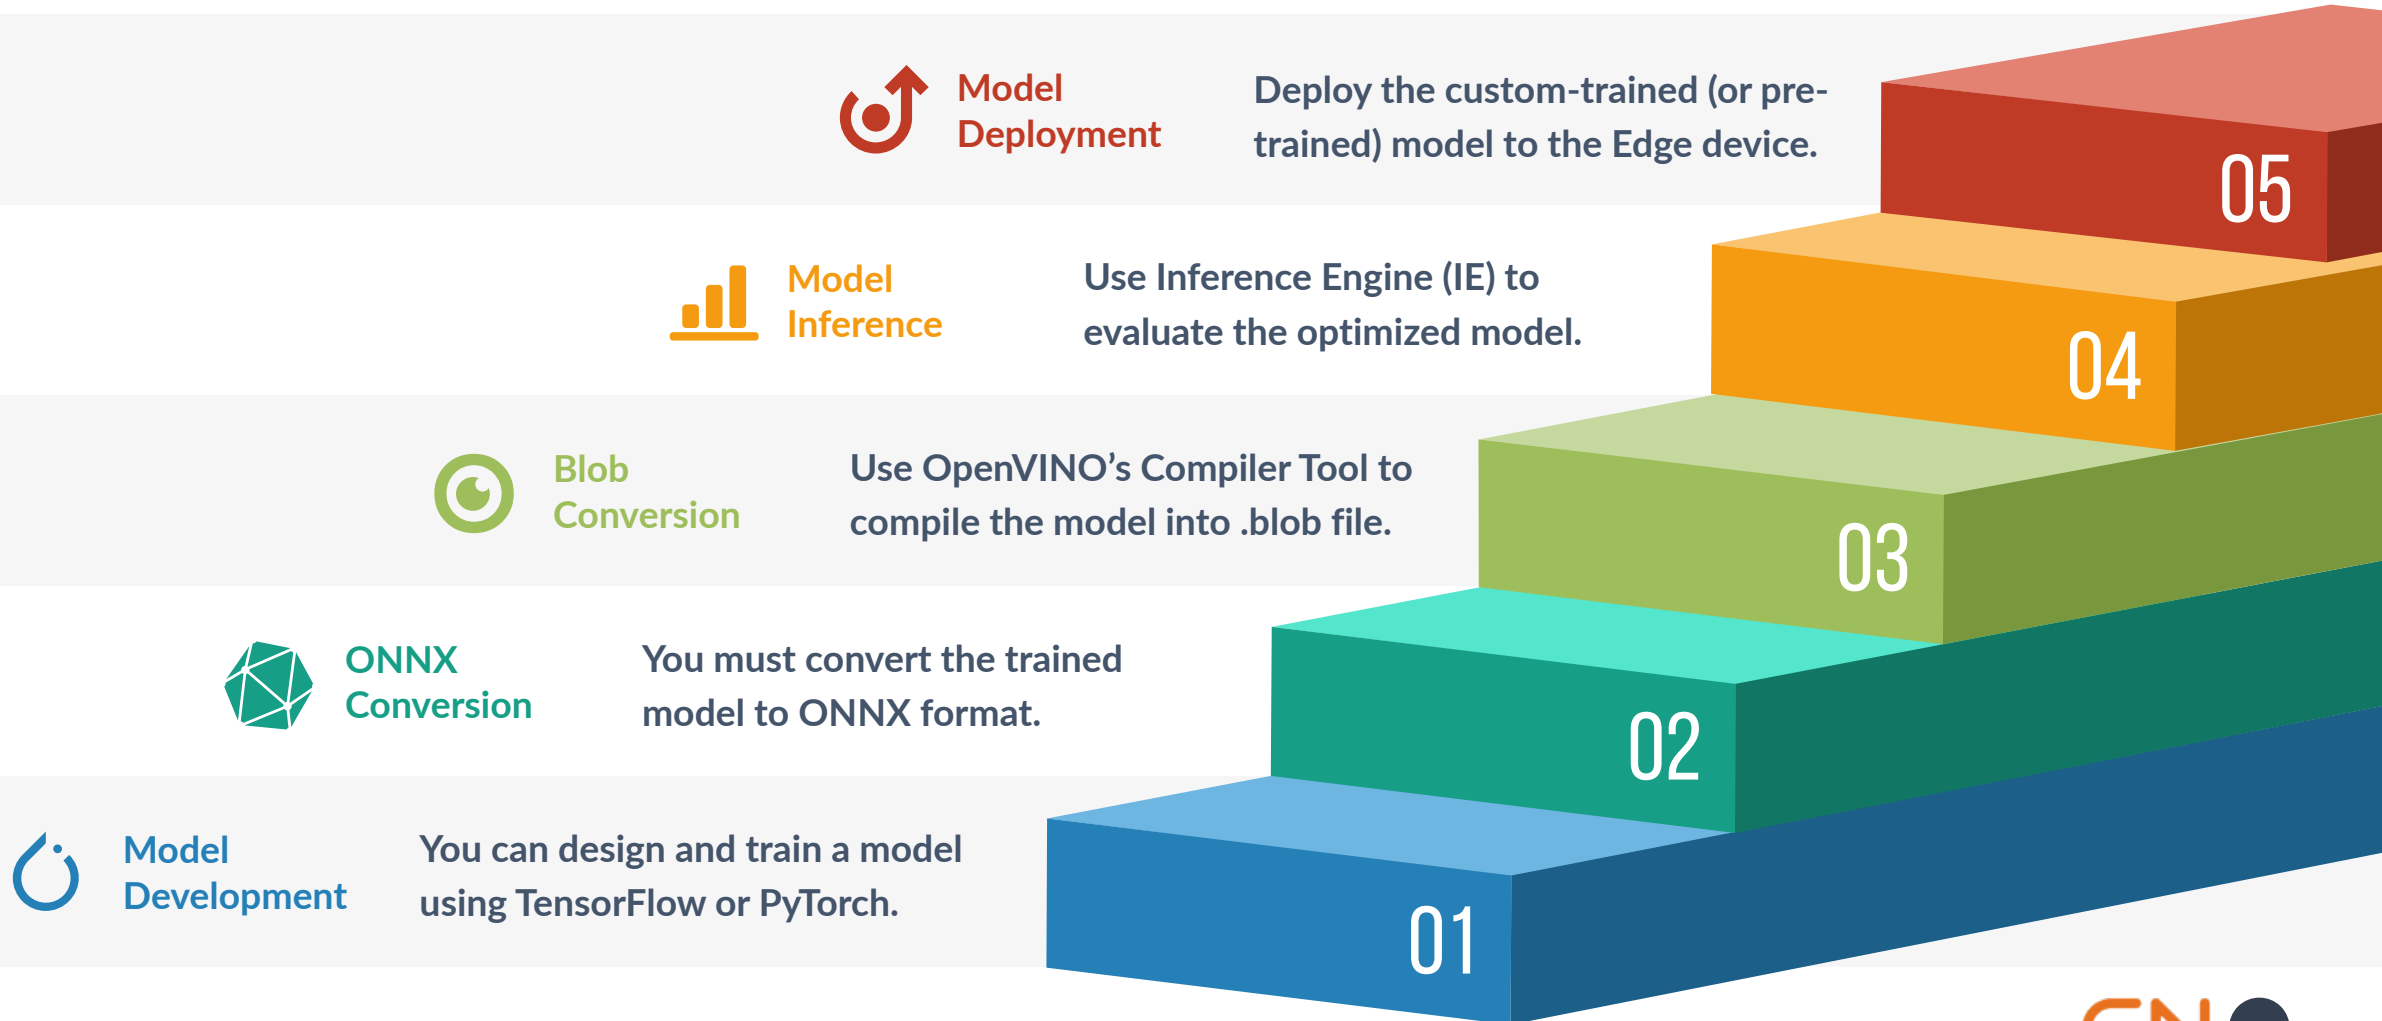 Model
Deployment
Deploy the custom-trained (or pre-
trained) model to the Edge device.
05
Model
Inference
Use Inference Engine (IE) to
evaluate the optimized model.
04
Blob
Conversion
Use OpenVINO’s Compiler Tool to
compile the model into .blob file.
03
ONNX
Conversion
You must convert the trained
model to ONNX format.
02
Model
Development
You can design and train a model
using TensorFlow or PyTorch.
01